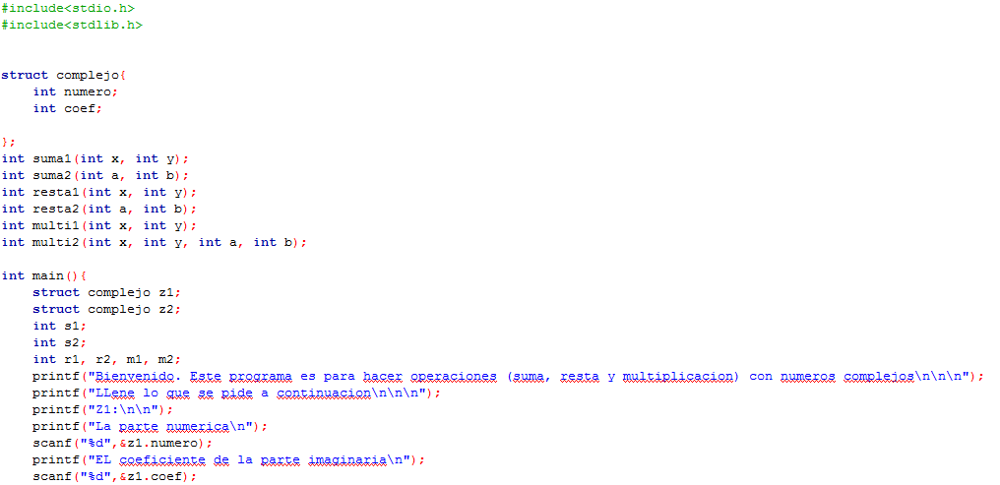 #include<stdio.h>
#include<stdlib.h>
struct complejo{
int numero;
int coef;
};
int suma1(int x, int y);
int suma2(int a, int b);
int resta1(int x, int y);
int resta2(int a, int b);
int multi1(int x, int y);
int multi2(int x, int y, int a, int b);
int main(){
struct complejo z1;
struct complejo z2;
int s1;
int s2;
int r1, r2, m1, m2;
printf("Bienvenido. Este programa es para hacer operaciones (suma, resta y multiplicacion) con numeros complejos\n\n\n");
printf("LLene lo que se pide a continuacion\n\n\n");
printf("Z1:\n\n");
printf("La parte numerica\n");
scanf("%d",&z1.numero);
printf("EL coeficiente de la parte imaginaria\n");
scanf("%d",&z1.coef);